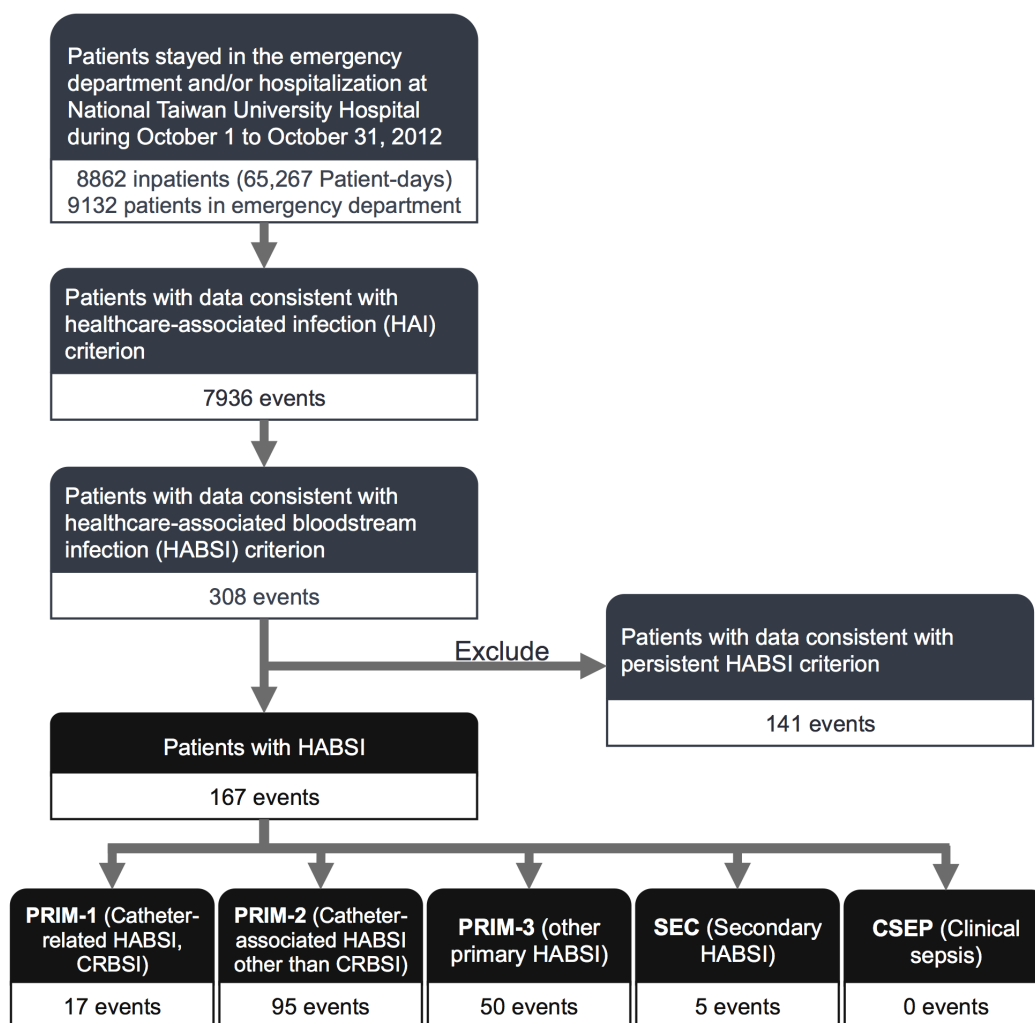 Patients stayed in the emergency
department and/or hospitalization at
National Taiwan University Hospital
during October 1 to October 31, 2012
8862 inpatients (65,267 Patient-days)
9132 patients in emergency department
Patients with data consistent with
healthcare-associated infection (HAI)
criterion
7936 events
Patients with data consistent with
healthcare-associated bloodstream
infection (HABSI) criterion
308 events
Exclude
Patients with data consistent with
persistent HABSI criterion
141 events
Patients with HABSI
167 events
PRIM-1 (Catheter-
related HABSI,
CRBSI)
17 events
PRIM-2 (Catheter-
associated HABSI
other than CRBSI)
95 events
PRIM-3 (other
primary HABSI)
50 events
SEC (Secondary
HABSI)
5 events
CSEP (Clinical
sepsis)
0 events